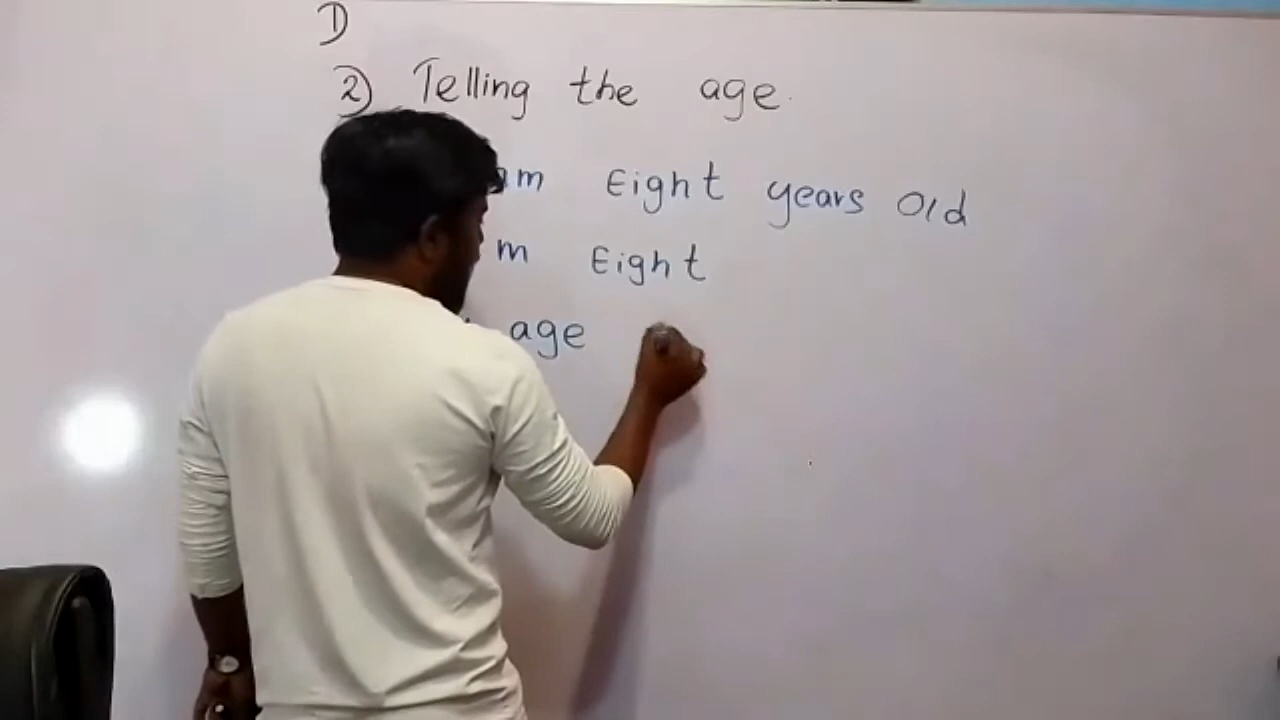 1)
2) Telling the age.
am Eight years old
m Eight
age